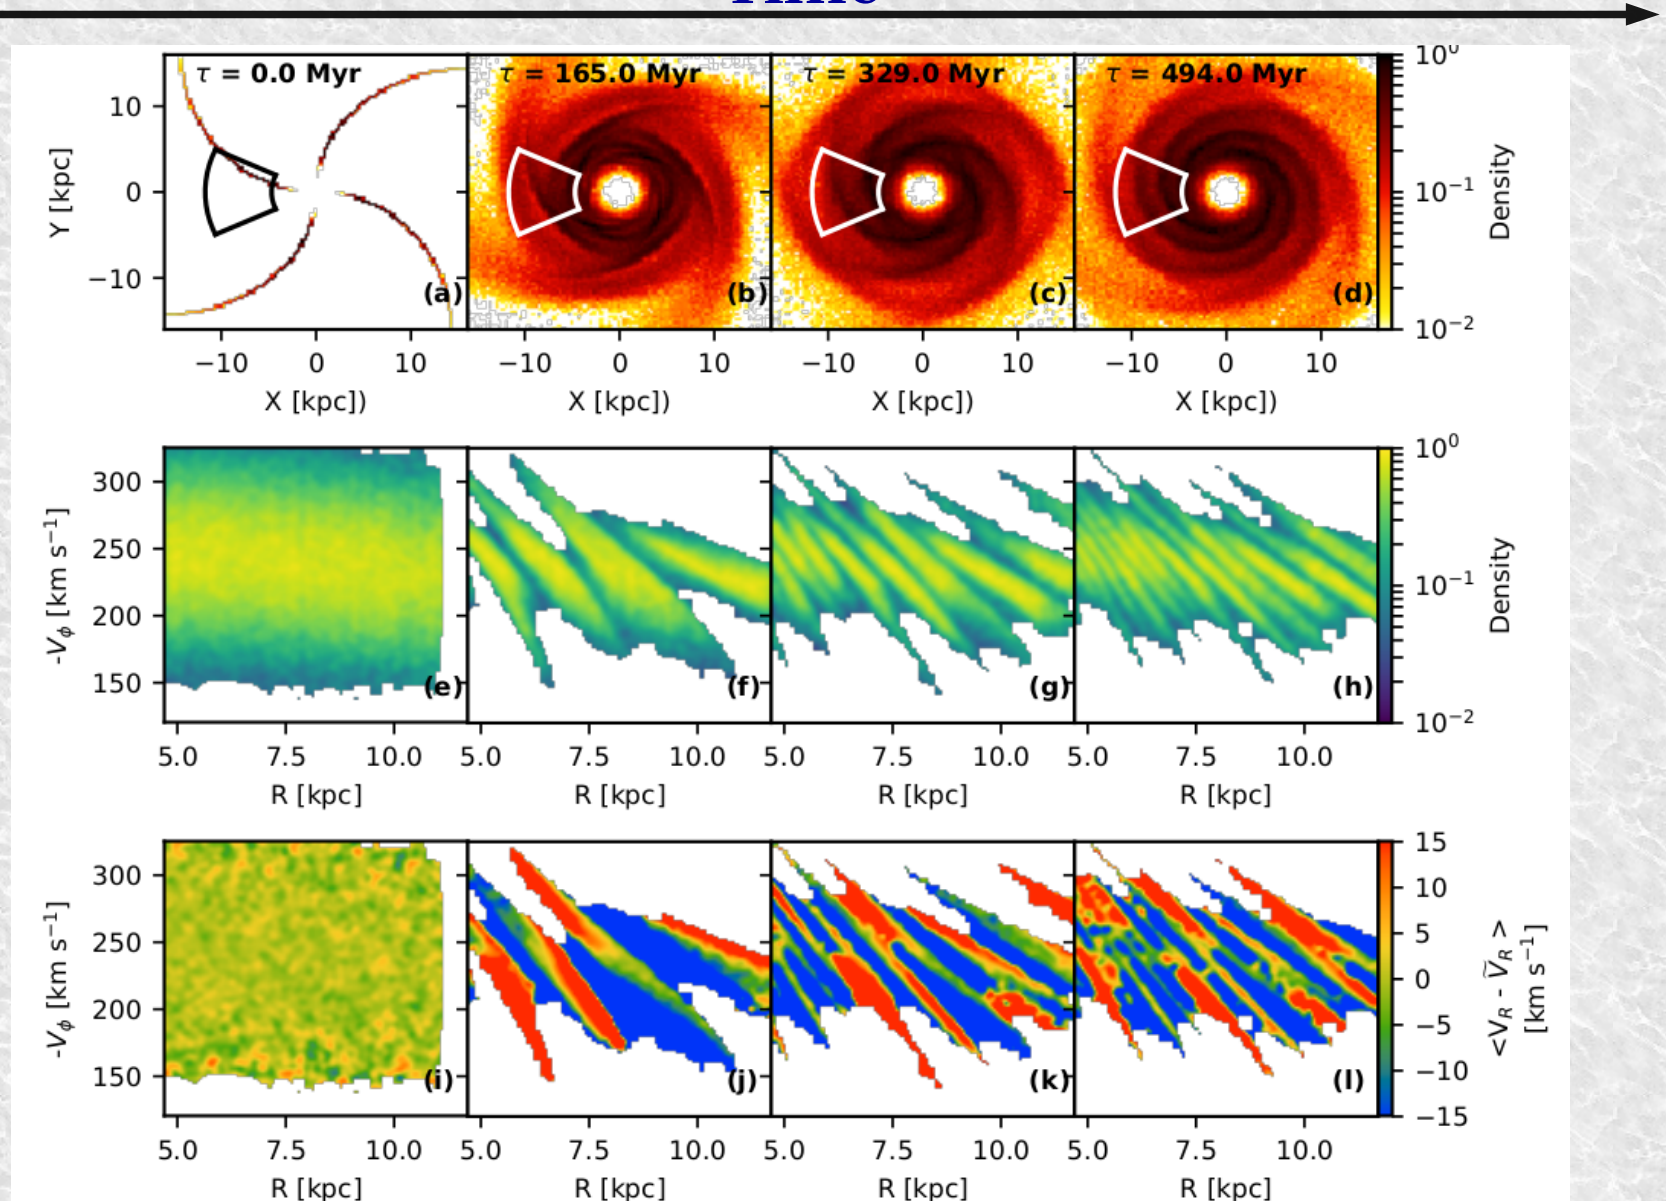 Time
τ = 0.0 Myr τ = 165.0 Myr τ = 329.0 Myr τ = 494.0 Myr
(a) (b) (c) (d)
Y [kpc]
10
0
−10
10⁰
10⁻¹
10⁻²
Density
−10 0 10 −10 0 10 −10 0 10 −10 0 10
X [kpc]) X [kpc]) X [kpc]) X [kpc])
-V_ϕ [km s⁻¹]
300
250
200
150
(e) (f) (g) (h)
10⁰
10⁻¹
10⁻²
Density
5.0 7.5 10.0 5.0 7.5 10.0 5.0 7.5 10.0 5.0 7.5 10.0
R [kpc] R [kpc] R [kpc] R [kpc]
-V_ϕ [km s⁻¹]
300
250
200
150
(i) (j) (k) (l)
15
10
5
0
−5
−10
−15
<V_R - Ṽ_R >
[km s⁻¹]
5.0 7.5 10.0 5.0 7.5 10.0 5.0 7.5 10.0 5.0 7.5 10.0
R [kpc] R [kpc] R [kpc] R [kpc]